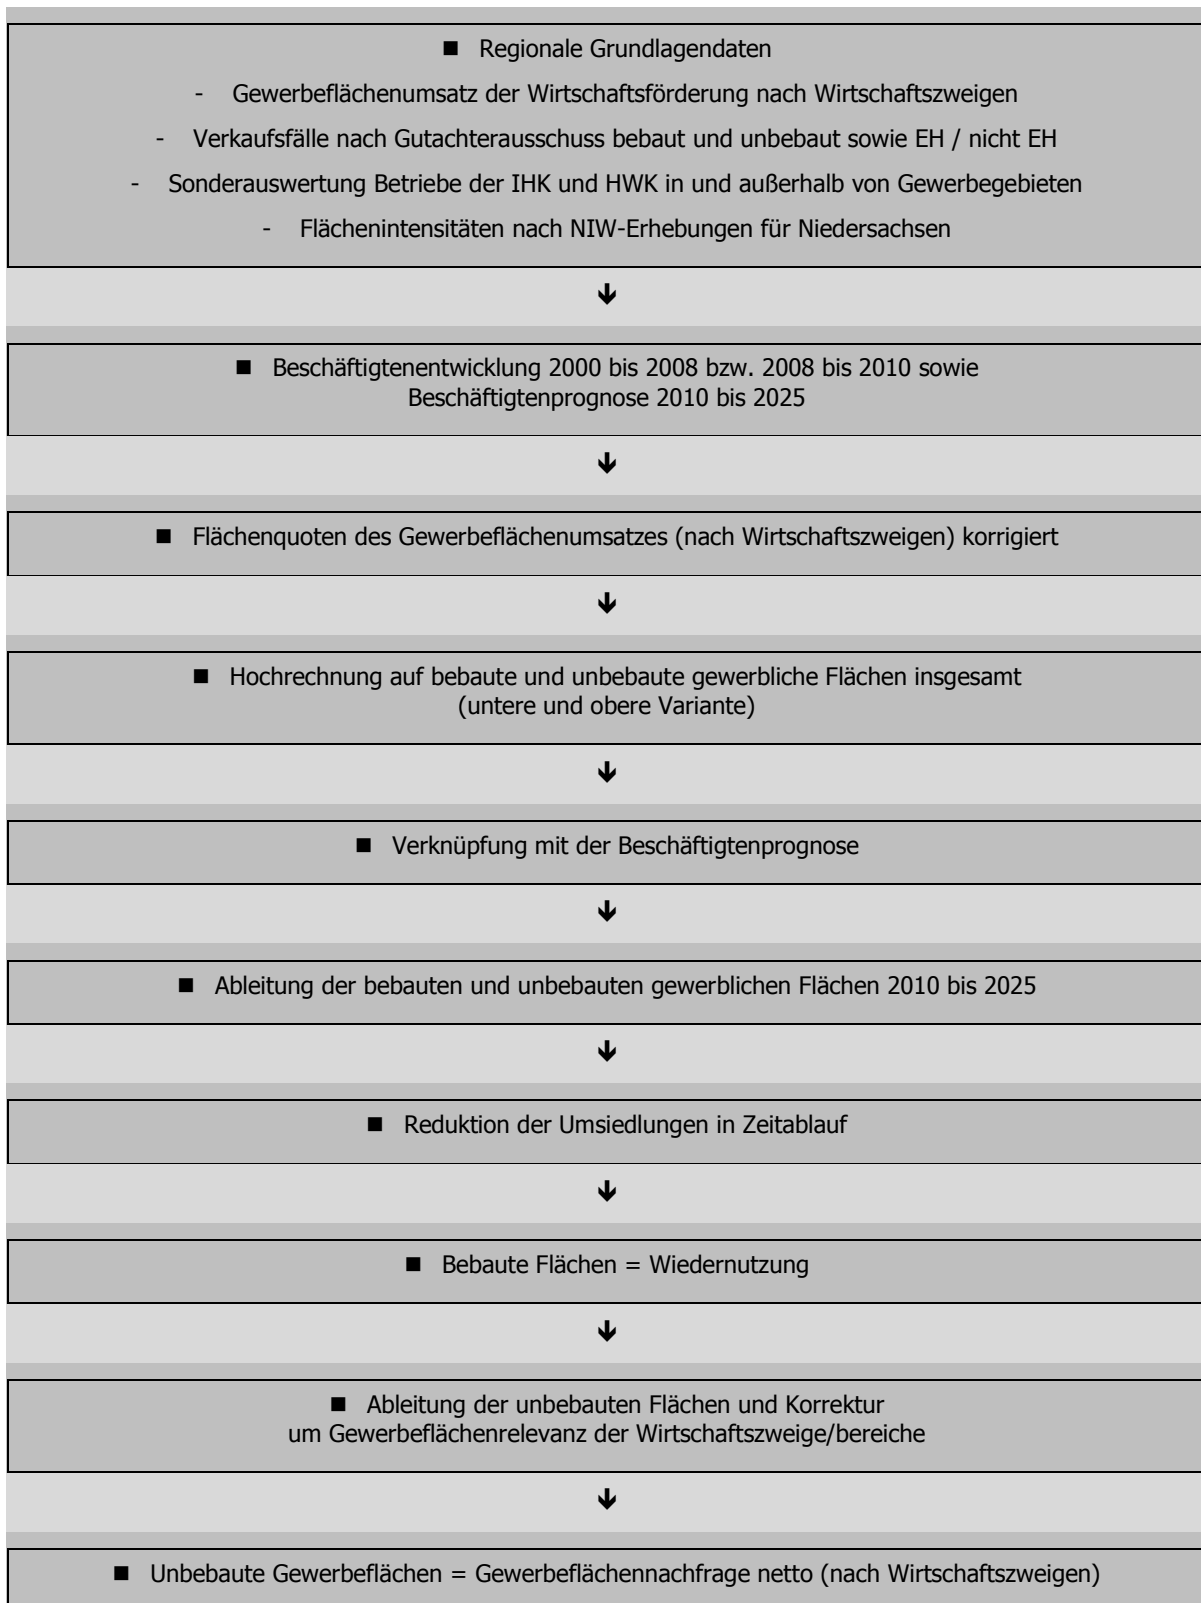 ■ Regionale Grundlagendaten
- Gewerbeflächenumsatz der Wirtschaftsförderung nach Wirtschaftszweigen
- Verkaufsfälle nach Gutachterausschuss bebaut und unbebaut sowie EH / nicht EH
- Sonderauswertung Betriebe der IHK und HWK in und außerhalb von Gewerbegebieten
- Flächenintensitäten nach NIW-Erhebungen für Niedersachsen
■ Beschäftigtenentwicklung 2000 bis 2008 bzw. 2008 bis 2010 sowie
Beschäftigtenprognose 2010 bis 2025
■ Flächenquoten des Gewerbeflächenumsatzes (nach Wirtschaftszweigen) korrigiert
■ Hochrechnung auf bebaute und unbebaute gewerbliche Flächen insgesamt
(untere und obere Variante)
■ Verknüpfung mit der Beschäftigtenprognose
■ Ableitung der bebauten und unbebauten gewerblichen Flächen 2010 bis 2025
■ Reduktion der Umsiedlungen in Zeitablauf
■ Bebaute Flächen = Wiedernutzung
■ Ableitung der unbebauten Flächen und Korrektur
um Gewerbeflächenrelevanz der Wirtschaftszweige/bereiche
■ Unbebaute Gewerbeflächen = Gewerbeflächennachfrage netto (nach Wirtschaftszweigen)